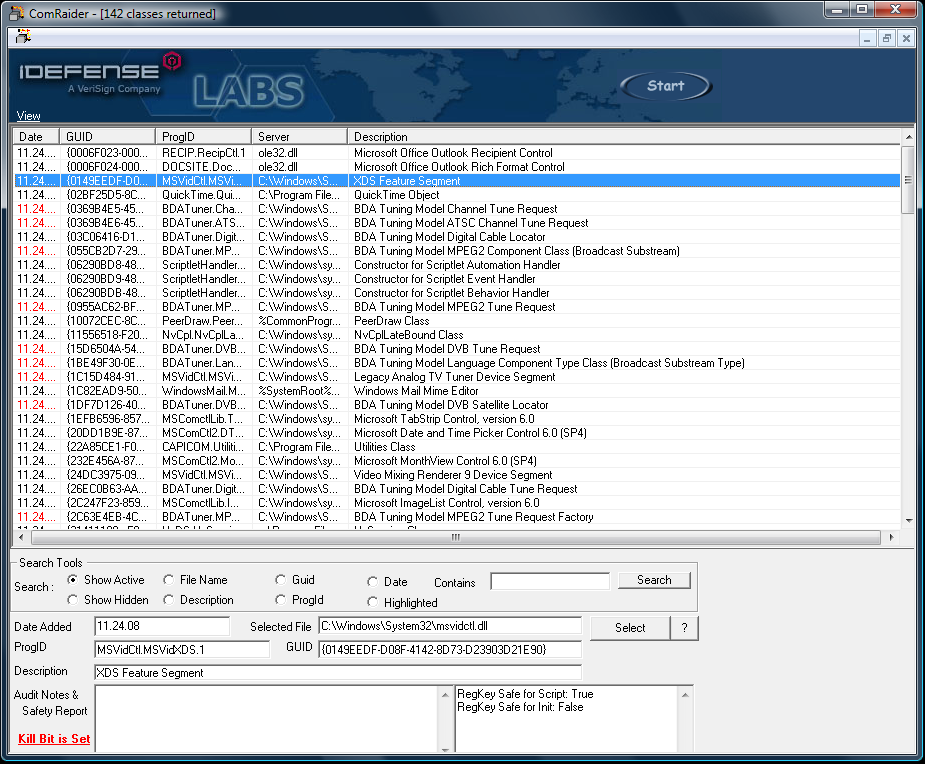 ComRaider - [142 classes returned]
IDEFENSE
A VeriSign Company
LABS
Start
View
Date GUID ProgID Server Description
11.24.... {0006F023-000... RECIP.RecipCtl.1 ole32.dll Microsoft Office Outlook Recipient Control
11.24.... {0006F024-000... DOCSITE.Doc... ole32.dll Microsoft Office Outlook Rich Format Control
11.24.... {0149EEDF-D0... MSVidCtl.MSVi... C:\Windows\S... XDS Feature Segment
11.24.... {02BF25D5-8C... QuickTime.Qui... C:\Program File... QuickTime Object
11.24.... {0369B4E5-45... BDATuner.Cha... C:\Windows\S... BDA Tuning Model Channel Tune Request
11.24.... {0369B4E6-45... BDATuner.ATS... C:\Windows\S... BDA Tuning Model ATSC Channel Tune Request
11.24.... {03C06416-D1... BDATuner.Digit... C:\Windows\S... BDA Tuning Model Digital Cable Locator
11.24.... {055CB2D7-29... BDATuner.MP... C:\Windows\S... BDA Tuning Model MPEG2 Component Class (Broadcast Substream)
11.24.... {06290BD8-48... ScriptletHandler... C:\Windows\sy... Constructor for Scriptlet Automation Handler
11.24.... {06290BD9-48... ScriptletHandler... C:\Windows\sy... Constructor for Scriptlet Event Handler
11.24.... {06290BDB-48... ScriptletHandler... C:\Windows\sy... Constructor for Scriptlet Behavior Handler
11.24.... {0955AC62-BF... BDATuner.MP... C:\Windows\S... BDA Tuning Model MPEG2 Tune Request
11.24.... {10072CEC-8C... PeerDraw.Peer... %CommonProgr... PeerDraw Class
11.24.... {11556518-F20... NvCpl.NvCplLa... C:\Windows\sy... NvCplLateBound Class
11.24.... {15D6504A-54... BDATuner.DVB... C:\Windows\S... BDA Tuning Model DVB Tune Request
11.24.... {1BE49F30-0E... BDATuner.Lan... C:\Windows\S... BDA Tuning Model Language Component Type Class (Broadcast Substream Type)
11.24.... {1C15D484-91... MSVidCtl.MSVi... C:\Windows\S... Legacy Analog TV Tuner Device Segment
11.24.... {1C82EAD9-50... WindowsMail.M... %SystemRoot%... Windows Mail Mime Editor
11.24.... {1DF7D126-40... BDATuner.DVB... C:\Windows\S... BDA Tuning Model DVB Satellite Locator
11.24.... {1EFB6596-857... MSComctlLib.T... C:\Windows\sy... Microsoft TabStrip Control, version 6.0
11.24.... {20DD1B9E-87... MSComCtl2.DT... C:\Windows\sy... Microsoft Date and Time Picker Control 6.0 (SP4)
11.24.... {22A85CE1-F0... CAPICOM.Utiliti... C:\Program File... Utilities Class
11.24.... {232E456A-87... MSComCtl2.Mo... C:\Windows\sy... Microsoft MonthView Control 6.0 (SP4)
11.24.... {24DC3975-09... MSVidCtl.MSVi... C:\Windows\S... Video Mixing Renderer 9 Device Segment
11.24.... {26EC0B63-AA... BDATuner.Digit... C:\Windows\S... BDA Tuning Model Digital Cable Tune Request
11.24.... {2C247F23-859... MSComctlLib.I... C:\Windows\sy... Microsoft ImageList Control, version 6.0
11.24.... {2C63E4EB-4C... BDATuner.MP... C:\Windows\S... BDA Tuning Model MPEG2 Tune Request Factory
Search Tools
Search : Show Active File Name Guid Date Contains Search
Show Hidden Description ProgId Highlighted
Date Added 11.24.08 Selected File C:\Windows\System32\msvidctl.dll Select ?
ProgID MSVidCtl.MSVidXDS.1 GUID {0149EEDF-D08F-4142-8D73-D23903D21E90}
Description XDS Feature Segment
Audit Notes & Safety Report
RegKey Safe for Script: True
RegKey Safe for Init: False
Kill Bit is Set